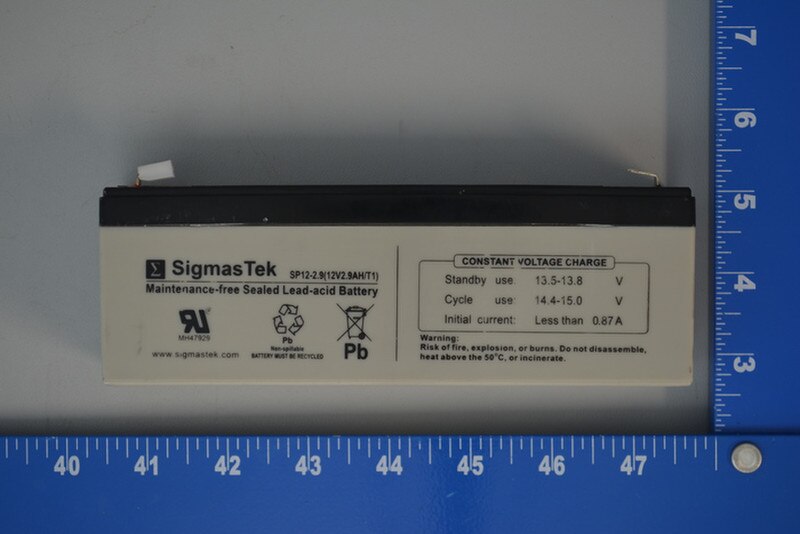 Σ SigmasTek SP12-2.9(12V2.9AH/T1)
Maintenance-free Sealed Lead-acid Battery
MH47929
www.sigmastek.com
Pb
Non-spillable
BATTERY MUST BE RECYCLED
Pb
CONSTANT VOLTAGE CHARGE
Standby use: 13.5-13.8 V
Cycle use: 14.4-15.0 V
Initial current: Less than 0.87A
Warning:
Risk of fire, explosion, or burns. Do not disassemble,
heat above the 50°C, or incinerate.
7
6
5
4
3
40 41 42 43 44 45 46 47